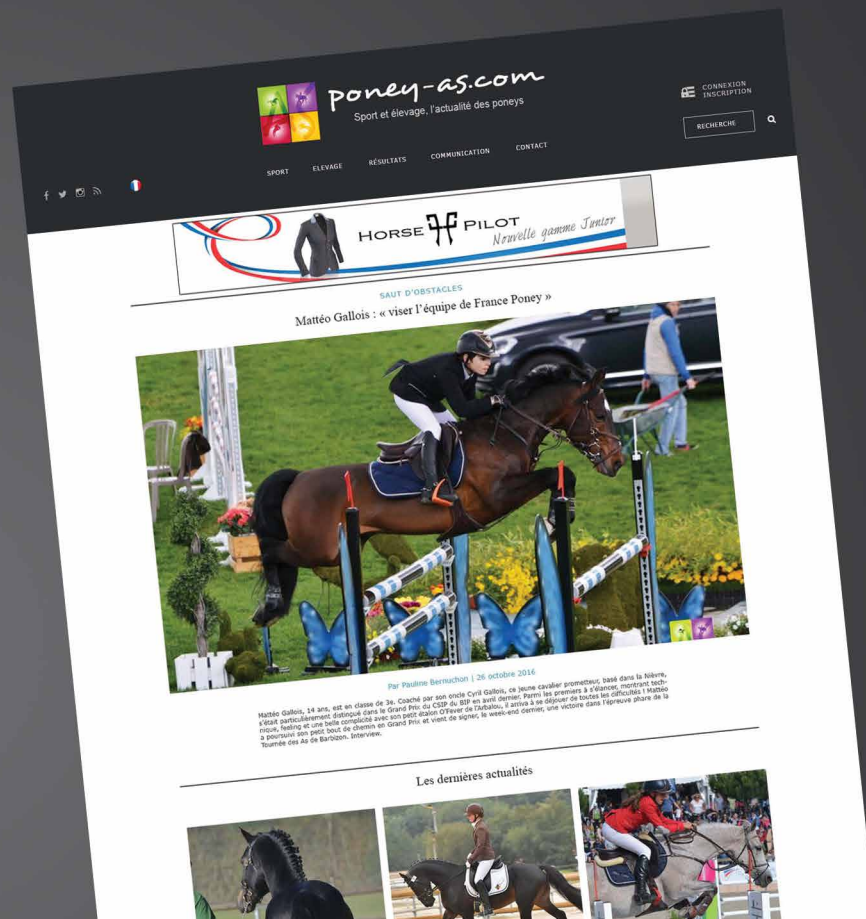 poney-as.com
Sport et élevage, l'actualité des poneys
CONNEXION
INSCRIPTION
RECHERCHE
SPORT ELEVAGE RÉSULTATS COMMUNICATION CONTACT
HORSE PILOT
Nouvelle gamme Junior
SAUT D'OBSTACLES
Mattéo Gallois : « viser l'équipe de France Poney »
Par Pauline Bernuchon | 26 octobre 2016
Mattéo Gallois, 14 ans, est en classe de 3e. Coaché par son oncle Cyril Gallois, ce jeune cavalier prometteur, basé dans la Nièvre,
s'était particulièrement distingué dans le Grand Prix du CSIP du BIP en avril dernier. Parmi les premiers à s'élancer, montrant tech-
nique, feeling et une belle complicité avec son petit étalon O'Fever de l'Arbalou, il arriva à se déjouer de toutes les difficultés ! Mattéo
a poursuivi son petit bout de chemin en Grand Prix et vient de signer, le week-end dernier, une victoire dans l'épreuve phare de la
Tournée des As de Barbizon. Interview.
Les dernières actualités